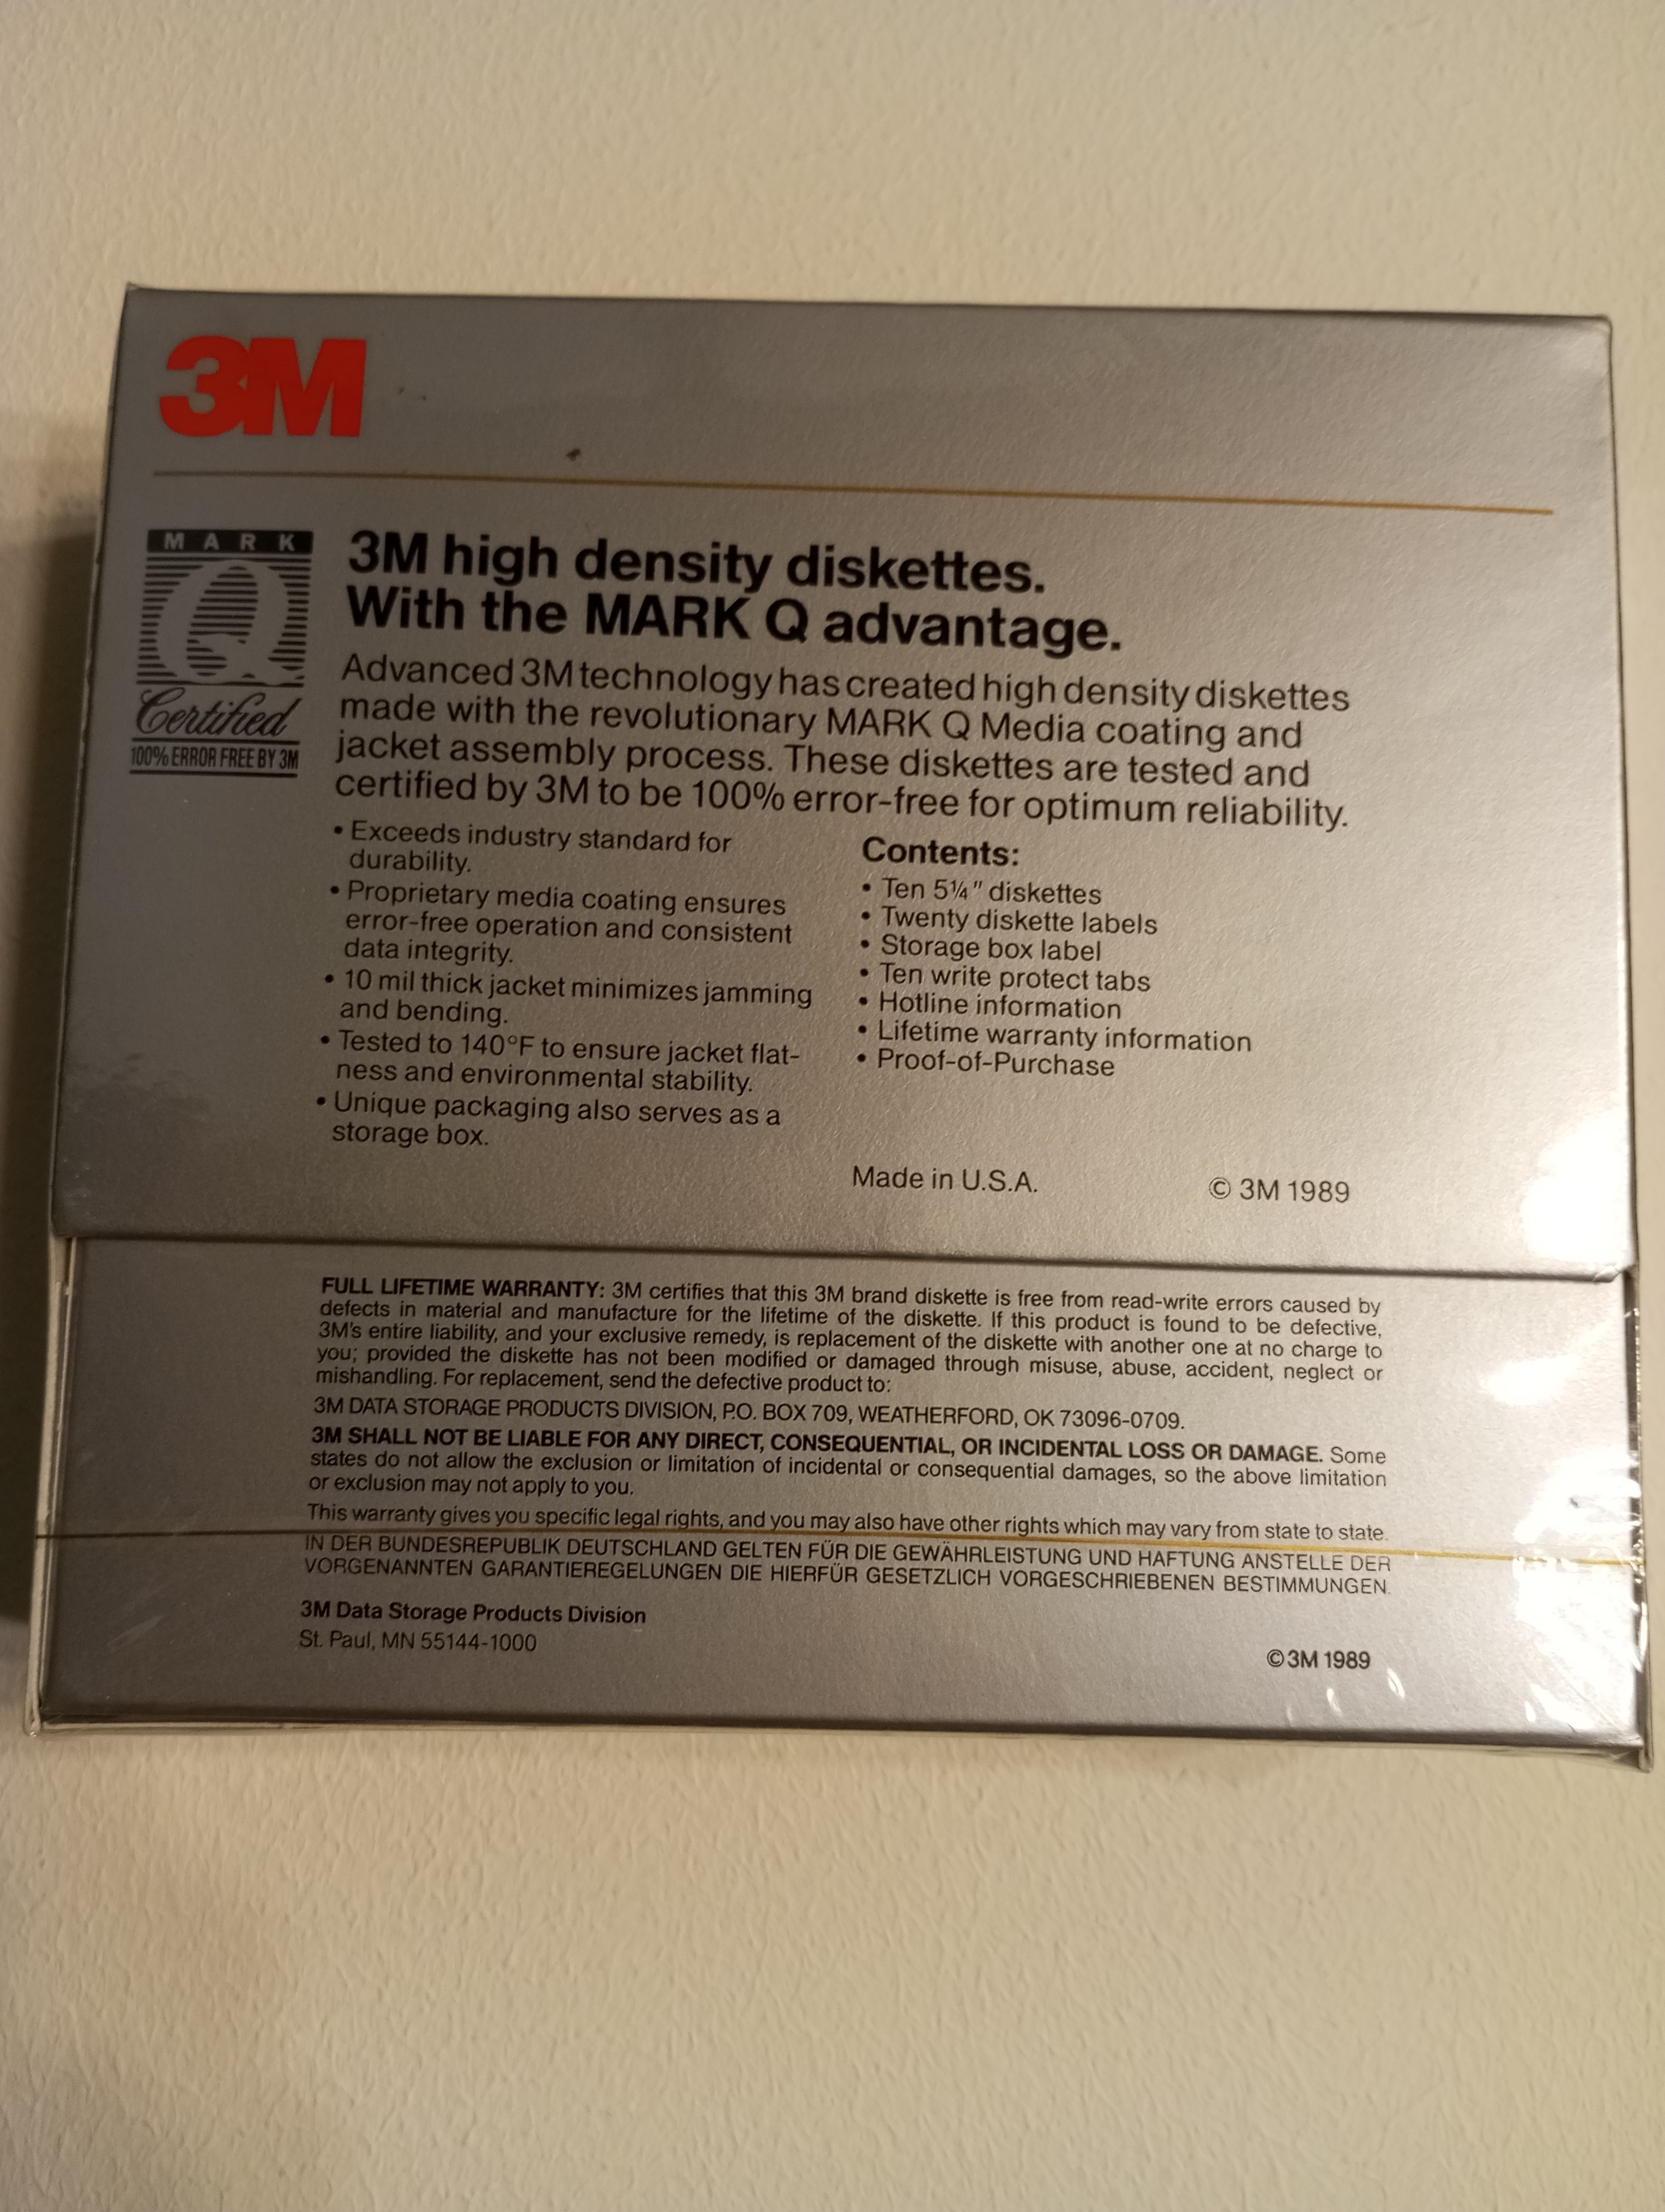 3M
MARK
Q
Certified
100% ERROR FREE BY 3M
3M high density diskettes.
With the MARK Q advantage.
Advanced 3M technology has created high density diskettes
made with the revolutionary MARK Q Media coating and
jacket assembly process. These diskettes are tested and
certified by 3M to be 100% error-free for optimum reliability.
• Exceeds industry standard for
durability.
• Proprietary media coating ensures
error-free operation and consistent
data integrity.
• 10 mil thick jacket minimizes jamming
and bending.
• Tested to 140°F to ensure jacket flat-
ness and environmental stability.
• Unique packaging also serves as a
storage box.
Contents:
• Ten 5¼" diskettes
• Twenty diskette labels
• Storage box label
• Ten write protect tabs
• Hotline information
• Lifetime warranty information
• Proof-of-Purchase
Made in U.S.A.
© 3M 1989
FULL LIFETIME WARRANTY: 3M certifies that this 3M brand diskette is free from read-write errors caused by
defects in material and manufacture for the lifetime of the diskette. If this product is found to be defective,
3M's entire liability, and your exclusive remedy, is replacement of the diskette with another one at no charge to
you; provided the diskette has not been modified or damaged through misuse, abuse, accident, neglect or
mishandling. For replacement, send the defective product to:
3M DATA STORAGE PRODUCTS DIVISION, P.O. BOX 709, WEATHERFORD, OK 73096-0709.
3M SHALL NOT BE LIABLE FOR ANY DIRECT, CONSEQUENTIAL, OR INCIDENTAL LOSS OR DAMAGE. Some
states do not allow the exclusion or limitation of incidental or consequential damages, so the above limitation
or exclusion may not apply to you.
This warranty gives you specific legal rights, and you may also have other rights which may vary from state to state.
IN DER BUNDESREPUBLIK DEUTSCHLAND GELTEN FÜR DIE GEWÄHRLEISTUNG UND HAFTUNG ANSTELLE DER
VORGENANNTEN GARANTIEREGELUNGEN DIE HIERFÜR GESETZLICH VORGESCHRIEBENEN BESTIMMUNGEN.
3M Data Storage Products Division
St. Paul, MN 55144-1000
© 3M 1989